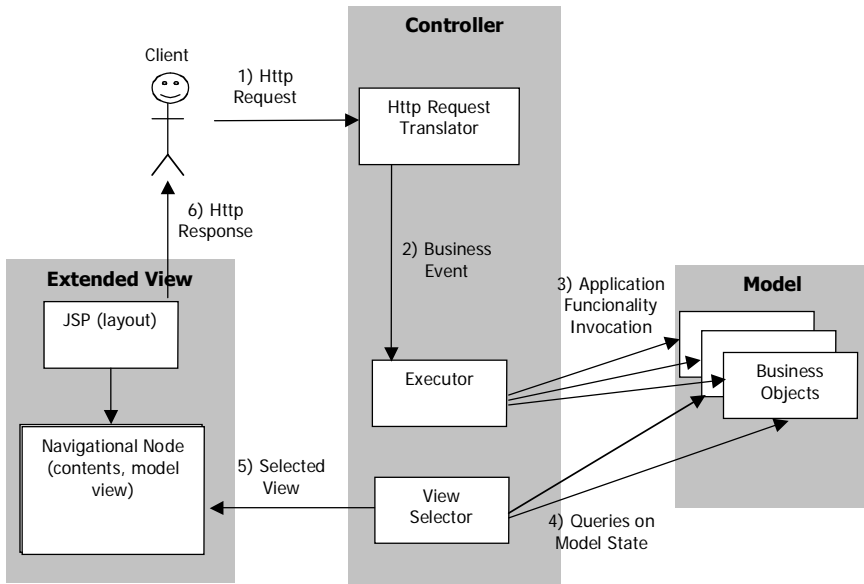 Controller
Client
1) Http
Request
Http Request
Translator
6) Http
Response
2) Business
Event
Extended View
JSP (layout)
3) Application
Funcionality
Invocation
Model
Executor
Business
Objects
Navigational Node
(contents, model
view)
5) Selected
View
View
Selector
4) Queries on
Model State